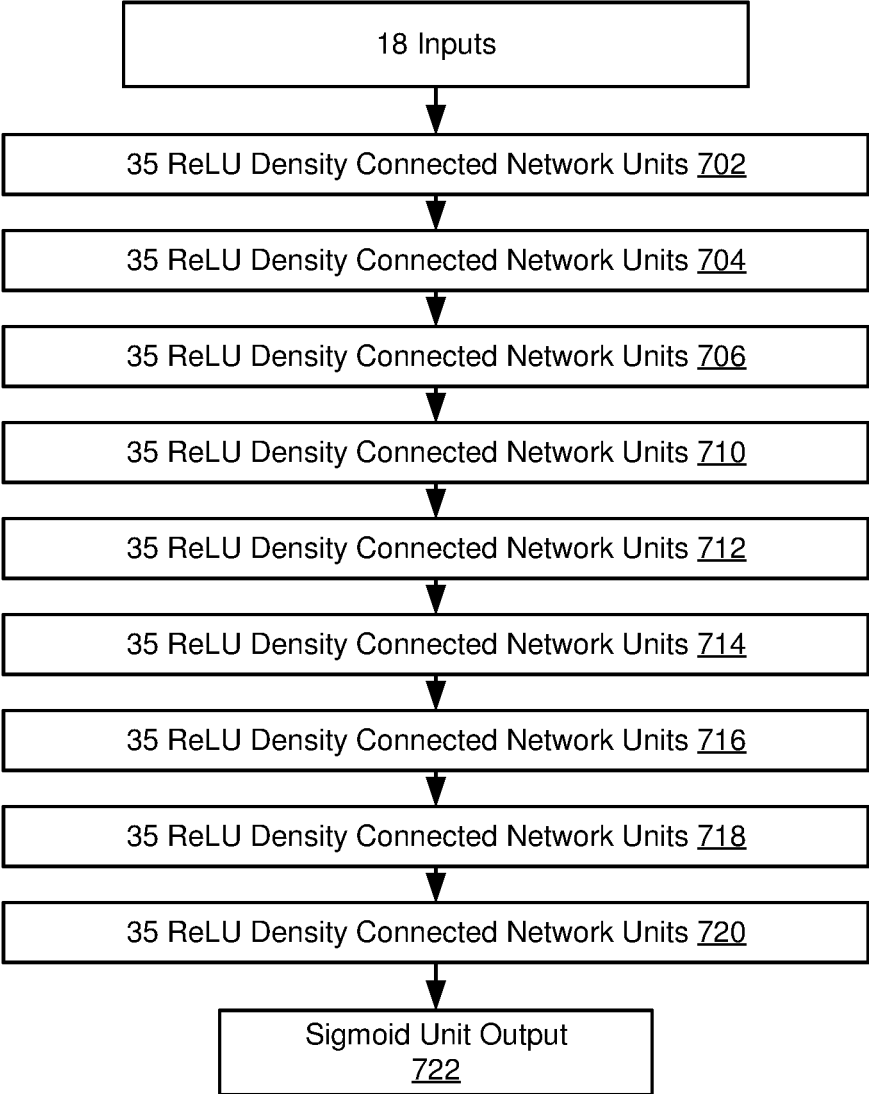 18 Inputs
35 ReLU Density Connected Network Units 702
35 ReLU Density Connected Network Units 704
35 ReLU Density Connected Network Units 706
35 ReLU Density Connected Network Units 710
35 ReLU Density Connected Network Units 712
35 ReLU Density Connected Network Units 714
35 ReLU Density Connected Network Units 716
35 ReLU Density Connected Network Units 718
35 ReLU Density Connected Network Units 720
Sigmoid Unit Output
722